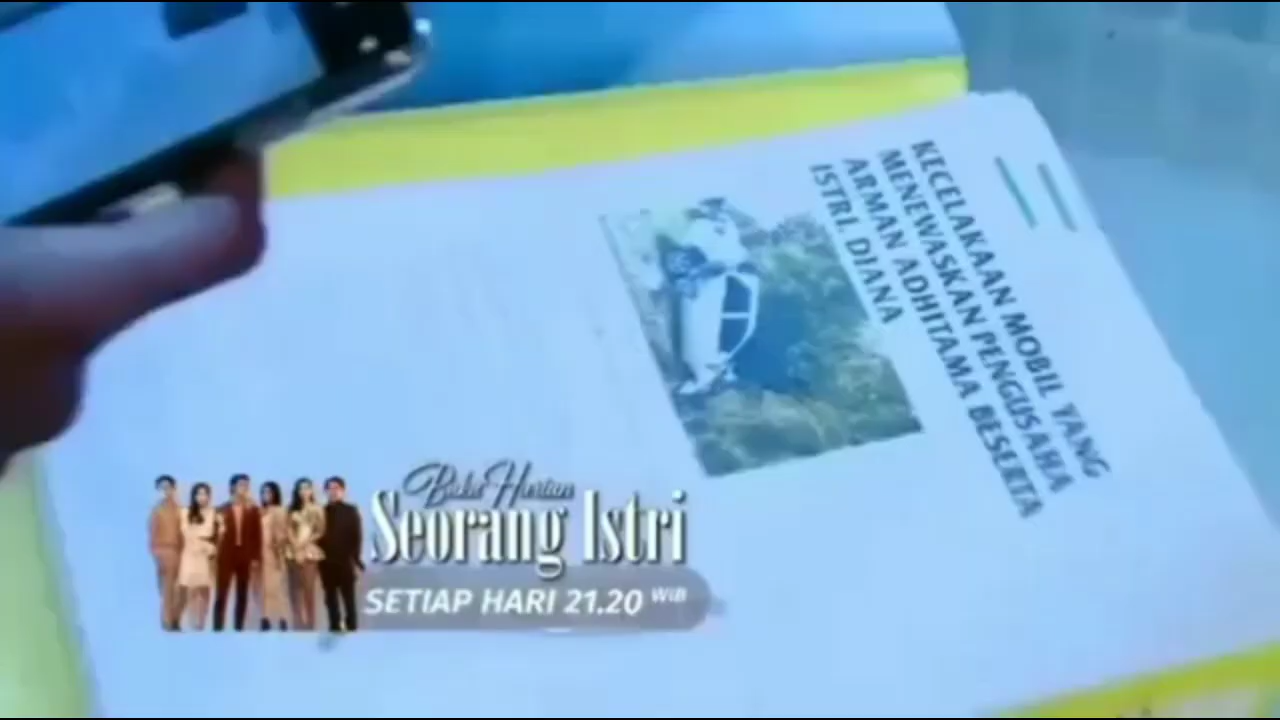 KECELAKAAN MOBIL YANG
MENEWASKAN PENGUSAHA
ARMAN ADHITAMA BESERTA
ISTRI. DIANA
Buku Harian
Seorang Istri
SETIAP HARI 21.20 WIB